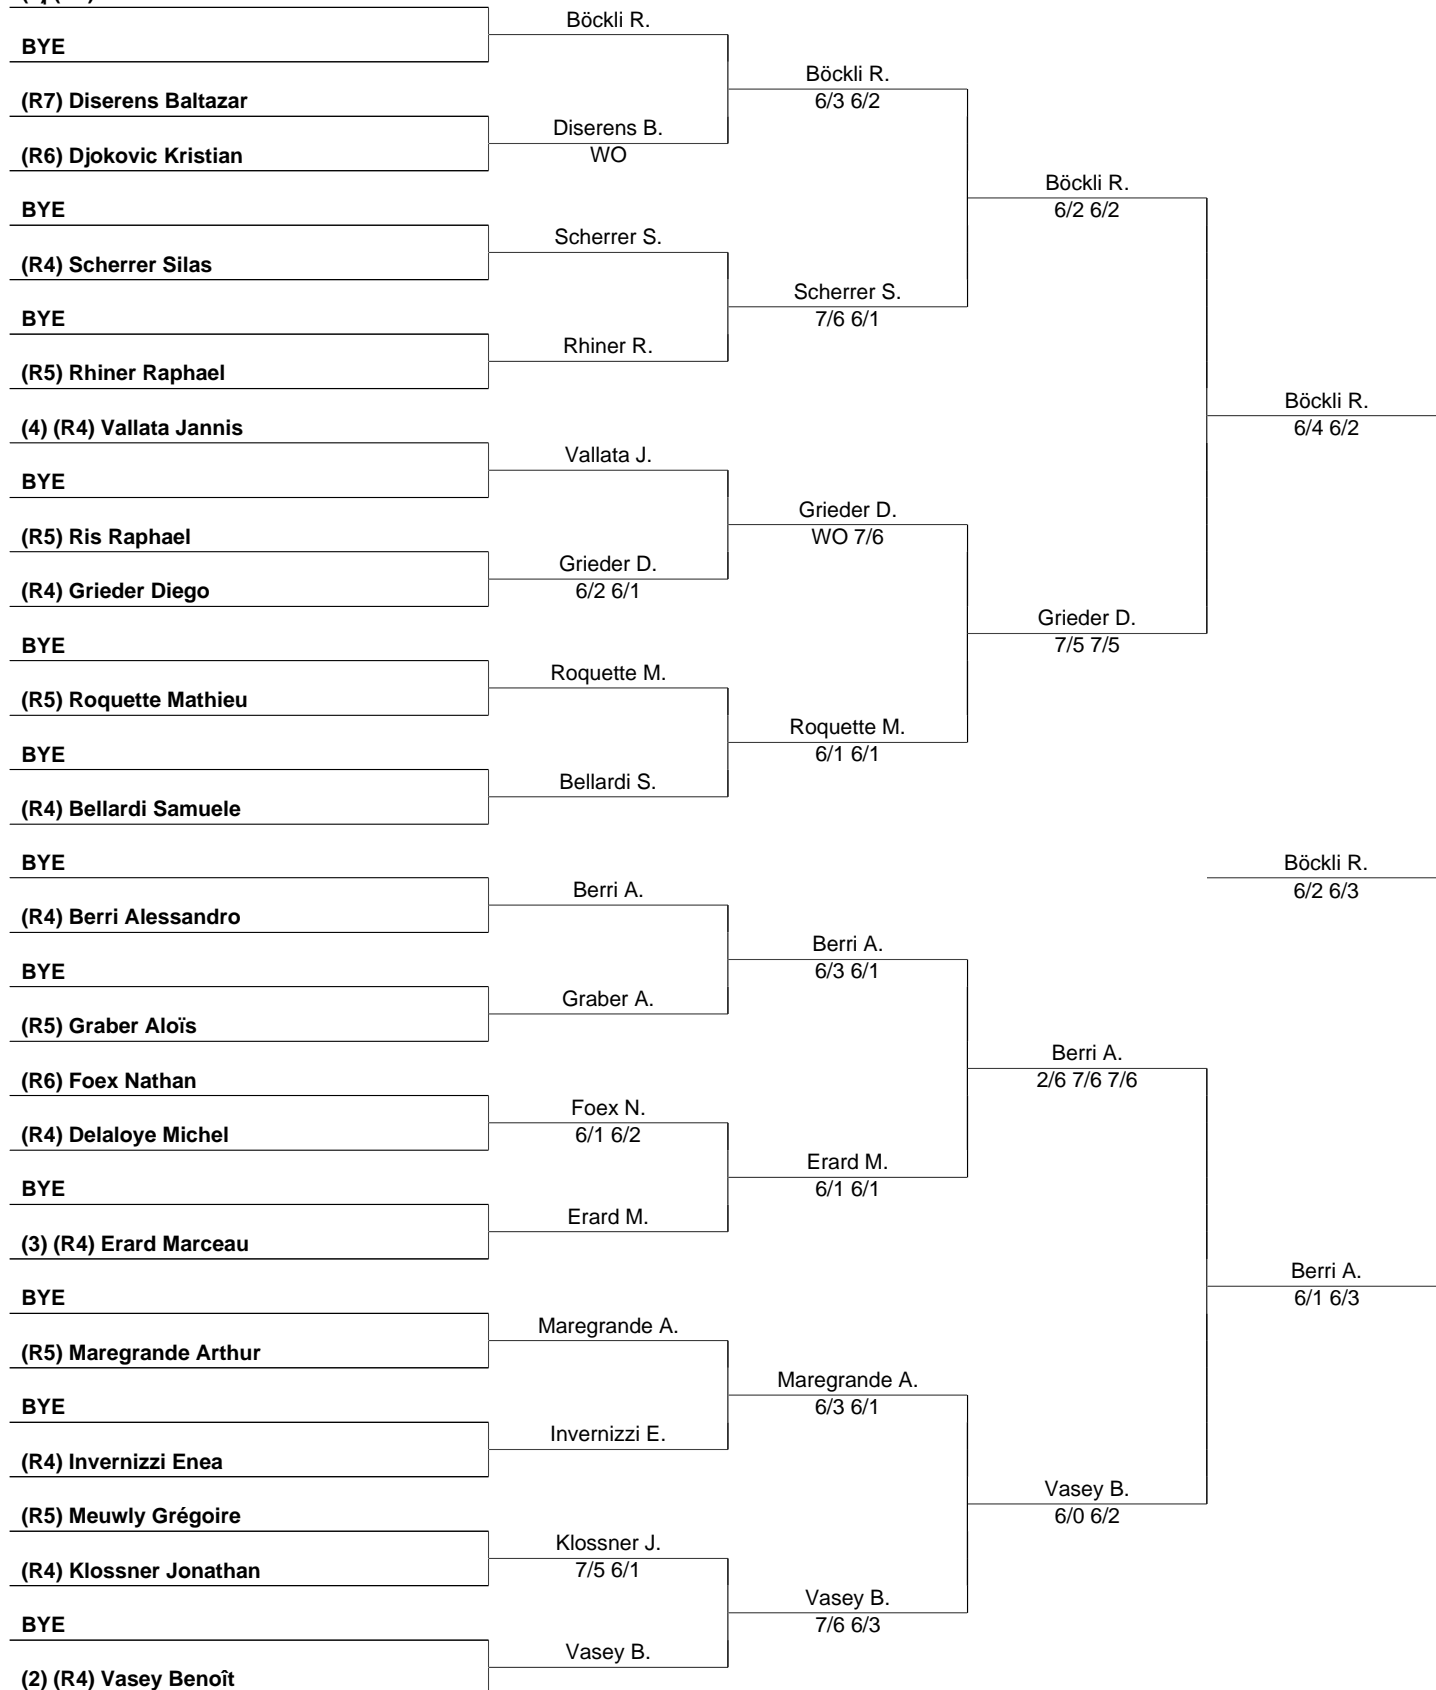 BYE
(R7) Diserens Baltazar
(R6) Djokovic Kristian
BYE
(R4) Scherrer Silas
BYE
(R5) Rhiner Raphael
(4) (R4) Vallata Jannis
BYE
(R5) Ris Raphael
(R4) Grieder Diego
BYE
(R5) Roquette Mathieu
BYE
(R4) Bellardi Samuele
BYE
(R4) Berri Alessandro
BYE
(R5) Graber Aloïs
(R6) Foex Nathan
(R4) Delaloye Michel
BYE
(3) (R4) Erard Marceau
BYE
(R5) Maregrande Arthur
BYE
(R4) Invernizzi Enea
(R5) Meuwly Grégoire
(R4) Klossner Jonathan
BYE
(2) (R4) Vasey Benoît
Böckli R.
Diserens B.
WO
Scherrer S.
Rhiner R.
Vallata J.
Grieder D.
6/2 6/1
Roquette M.
Bellardi S.
Berri A.
Graber A.
Foex N.
6/1 6/2
Erard M.
Maregrande A.
Invernizzi E.
Klossner J.
7/5 6/1
Vasey B.
Böckli R.
6/3 6/2
Scherrer S.
7/6 6/1
Grieder D.
WO 7/6
Roquette M.
6/1 6/1
Berri A.
6/3 6/1
Erard M.
6/1 6/1
Maregrande A.
6/3 6/1
Vasey B.
7/6 6/3
Böckli R.
6/2 6/2
Grieder D.
7/5 7/5
Berri A.
2/6 7/6 7/6
Vasey B.
6/0 6/2
Böckli R.
6/4 6/2
Böckli R.
6/2 6/3
Berri A.
6/1 6/3